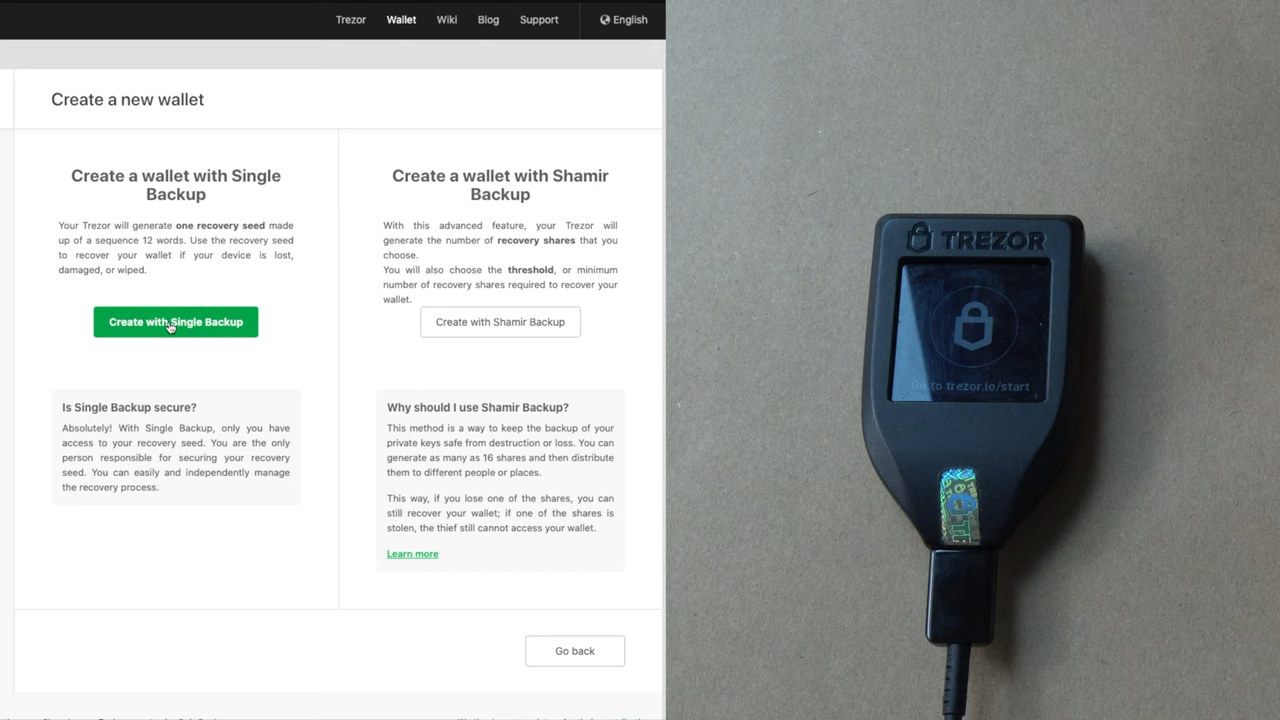 Trezor
Wallet
Wiki
Blog
Support
English
Create a new wallet
Create a wallet with Single
Backup
Your Trezor will generate one recovery seed made
up of a sequence 12 words. Use the recovery seed
to recover your wallet if your device is lost,
damaged, or wiped.
Create with Single Backup
Is Single Backup secure?
Absolutely! With Single Backup, only you have
access to your recovery seed. You are the only
person responsible for securing your recovery
seed. You can easily and independently manage
the recovery process.
Create a wallet with Shamir
Backup
With this advanced feature, your Trezor will
generate the number of recovery shares that you
choose.
You will also choose the threshold, or minimum
number of recovery shares required to recover your
wallet.
Create with Shamir Backup
Why should I use Shamir Backup?
This method is a way to keep the backup of your
private keys safe from destruction or loss. You can
generate as many as 16 shares and then distribute
them to different people or places.
This way, if you lose one of the shares, you can
still recover your wallet; if one of the shares is
stolen, the thief still cannot access your wallet.
Learn more
Go back
TREZOR
Go to trezor.io/start